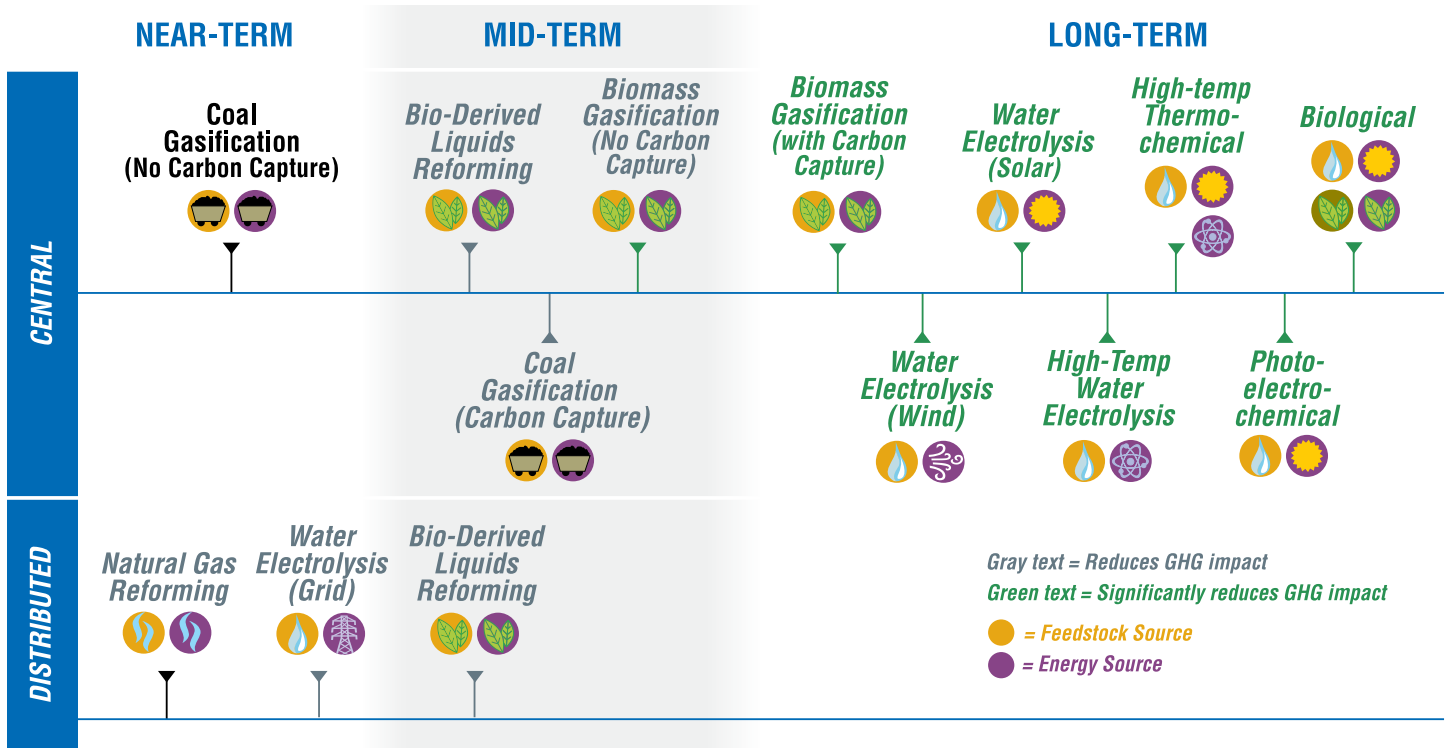 NEAR-TERM
MID-TERM
LONG-TERM
CENTRAL
Coal
Gasification
(No Carbon Capture)
Bio-Derived
Liquids
Reforming
Biomass
Gasification
(No Carbon
Capture)
Biomass
Gasification
(with Carbon
Capture)
Water
Electrolysis
(Solar)
High-temp
Thermo-
chemical
Biological
Coal
Gasification
(Carbon Capture)
Water
Electrolysis
(Wind)
High-Temp
Water
Electrolysis
Photo-
electro-
chemical
DISTRIBUTED
Natural Gas
Reforming
Water
Electrolysis
(Grid)
Bio-Derived
Liquids
Reforming
Gray text = Reduces GHG impact
Green text = Significantly reduces GHG impact
= Feedstock Source
= Energy Source